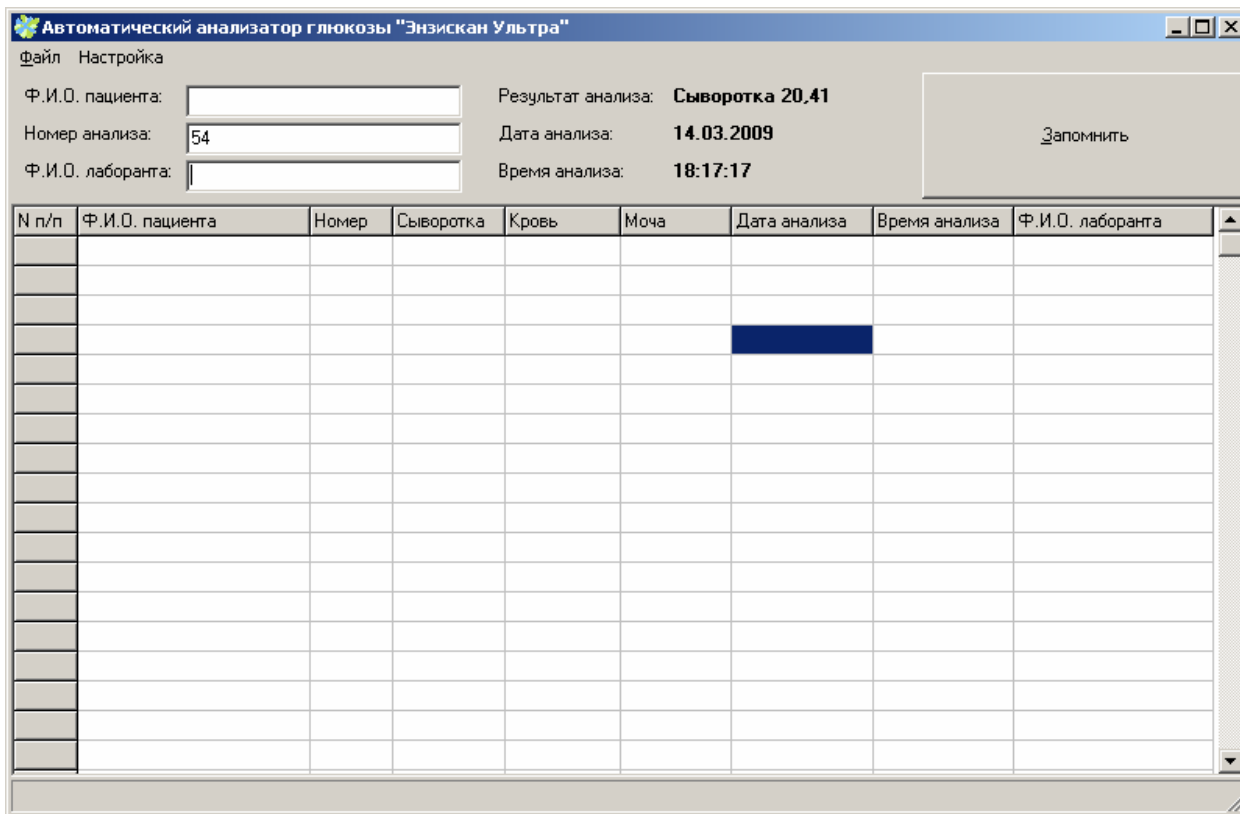 Автоматический анализатор глюкозы "Энзискан Ультра"
Файл Настройка
Ф.И.О. пациента: Результат анализа: Сыворотка 20,41
Номер анализа: 54 Дата анализа: 14.03.2009 Запомнить
Ф.И.О. лаборанта: Время анализа: 18:17:17
N п/п Ф.И.О. пациента Номер Сыворотка Кровь Моча Дата анализа Время анализа Ф.И.О. лаборанта